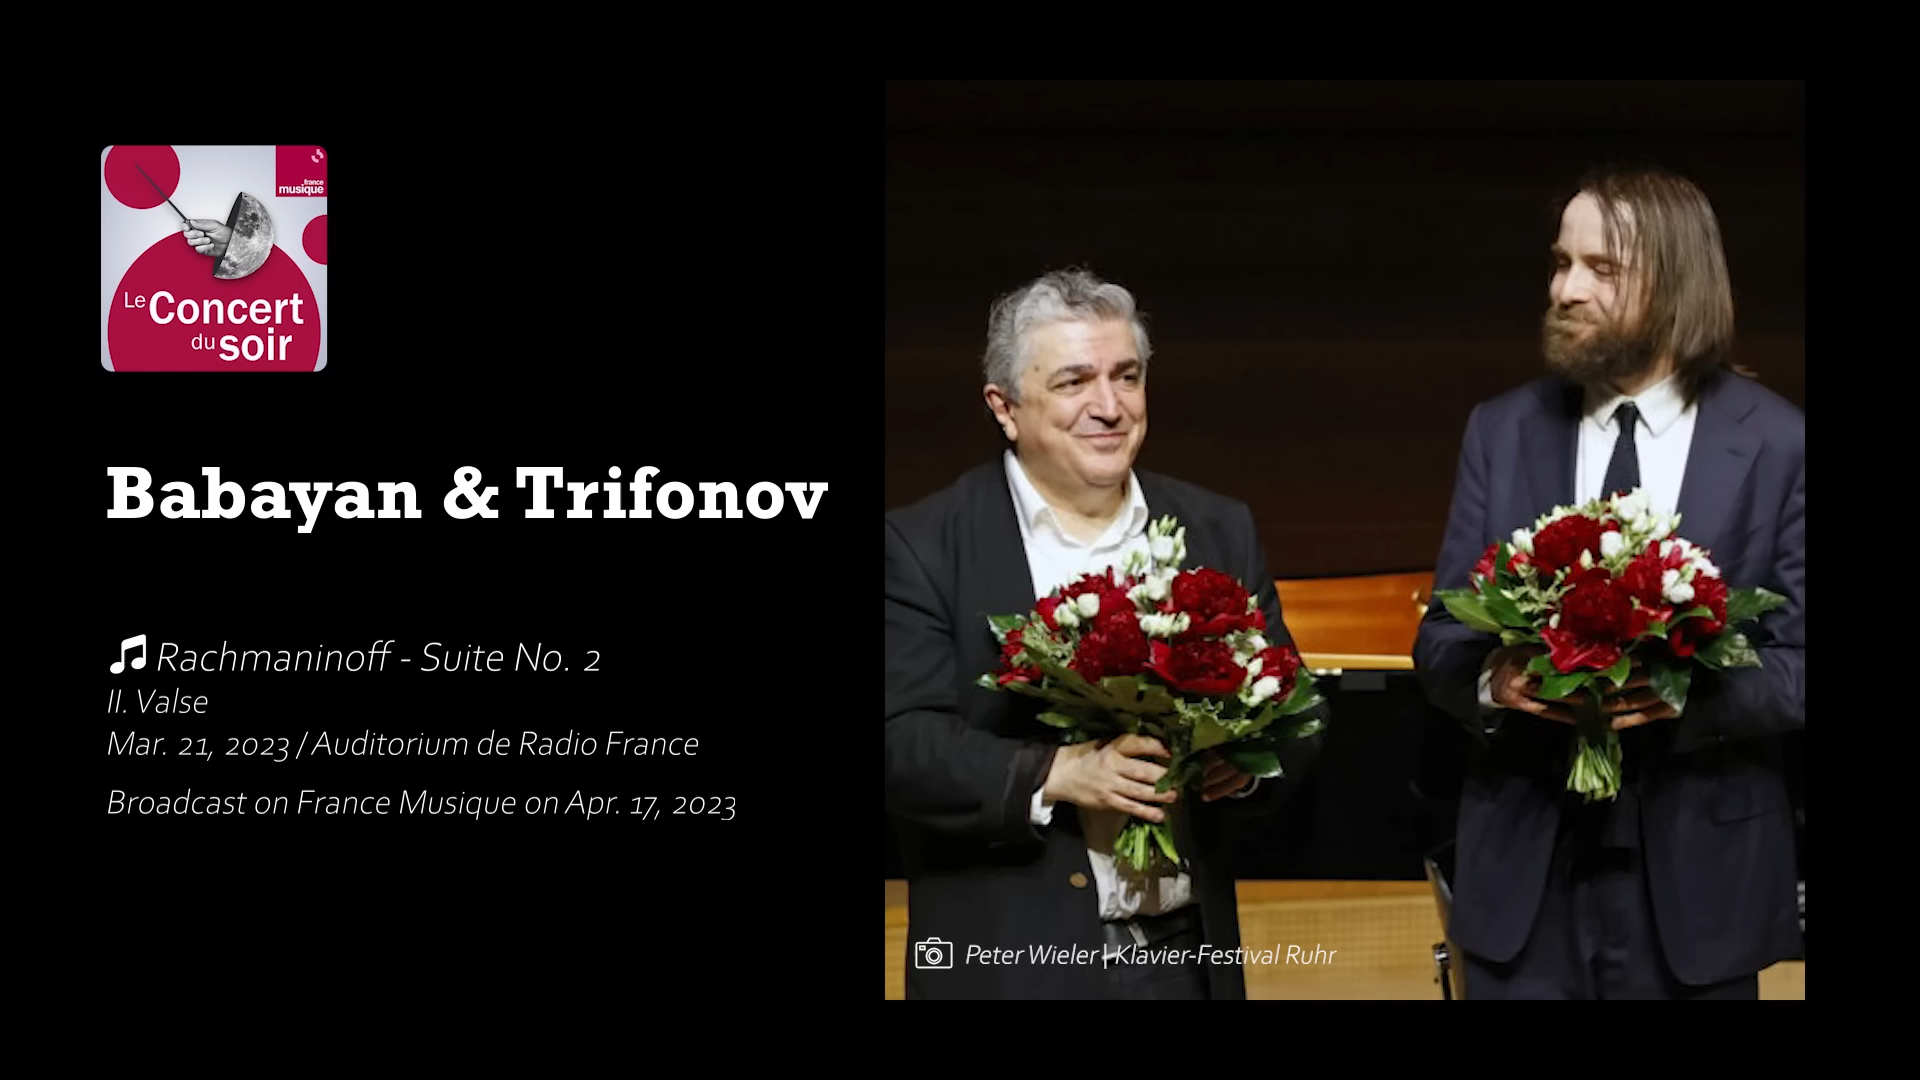 france
musique
Le Concert
du soir
Babayan & Trifonov
Rachmaninoff - Suite No. 2
II. Valse
Mar. 21, 2023 / Auditorium de Radio France
Broadcast on France Musique on Apr. 17, 2023
Peter Wieler | Klavier-Festival Ruhr